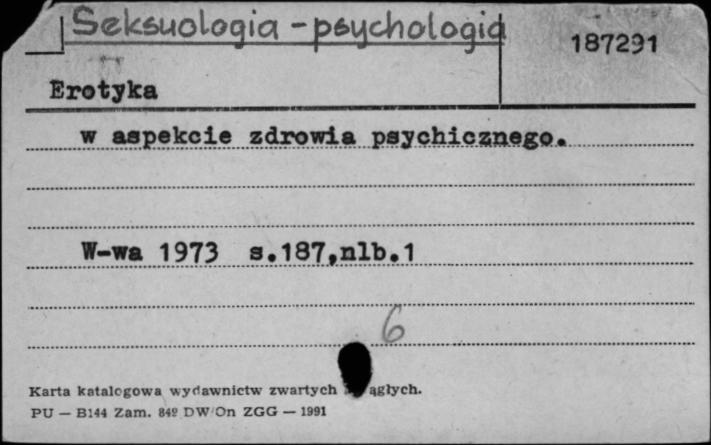 Seksuologia - psychologia
187291
Erotyka
w aspekcie zdrowia psychicznego.
W-wa 1973 s.187,nlb.1
6
Karta katalogowa wydawnictw zwartych ągłych.
PU — B144 Zam. 849 DW/On ZGG — 1991